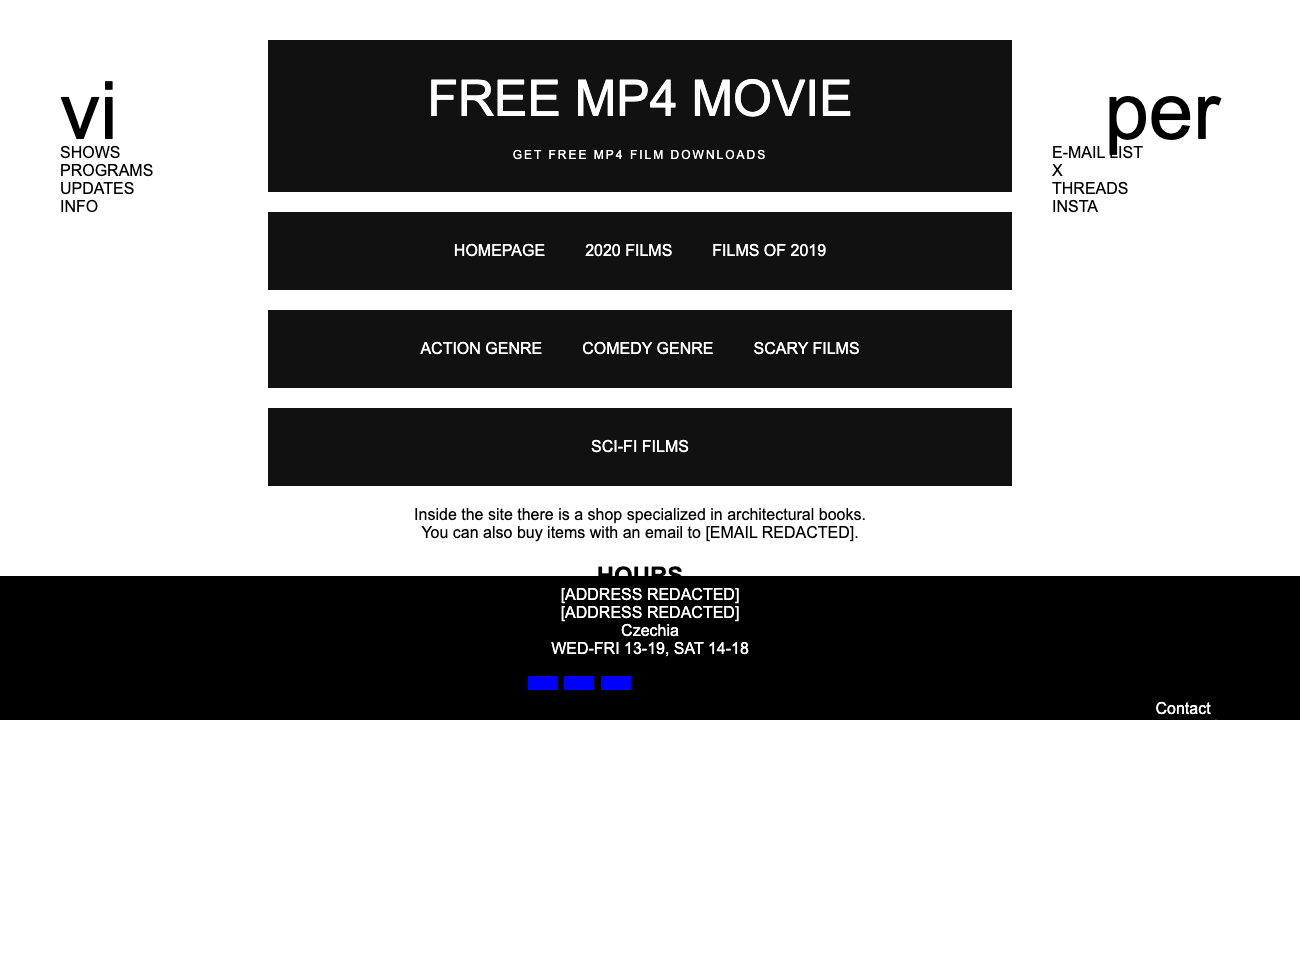 vi
SHOWS
PROGRAMS
UPDATES
INFO
FREE MP4 MOVIE
GET FREE MP4 FILM DOWNLOADS
HOMEPAGE 2020 FILMS FILMS OF 2019
ACTION GENRE COMEDY GENRE SCARY FILMS
SCI-FI FILMS
per
E-MAIL LIST
X
THREADS
INSTA
Inside the site there is a shop specialized in architectural books.
You can also buy items with an email to [EMAIL REDACTED].
HOURS
[ADDRESS REDACTED]
[ADDRESS REDACTED]
Czechia
WED-FRI 13-19, SAT 14-18
Contact